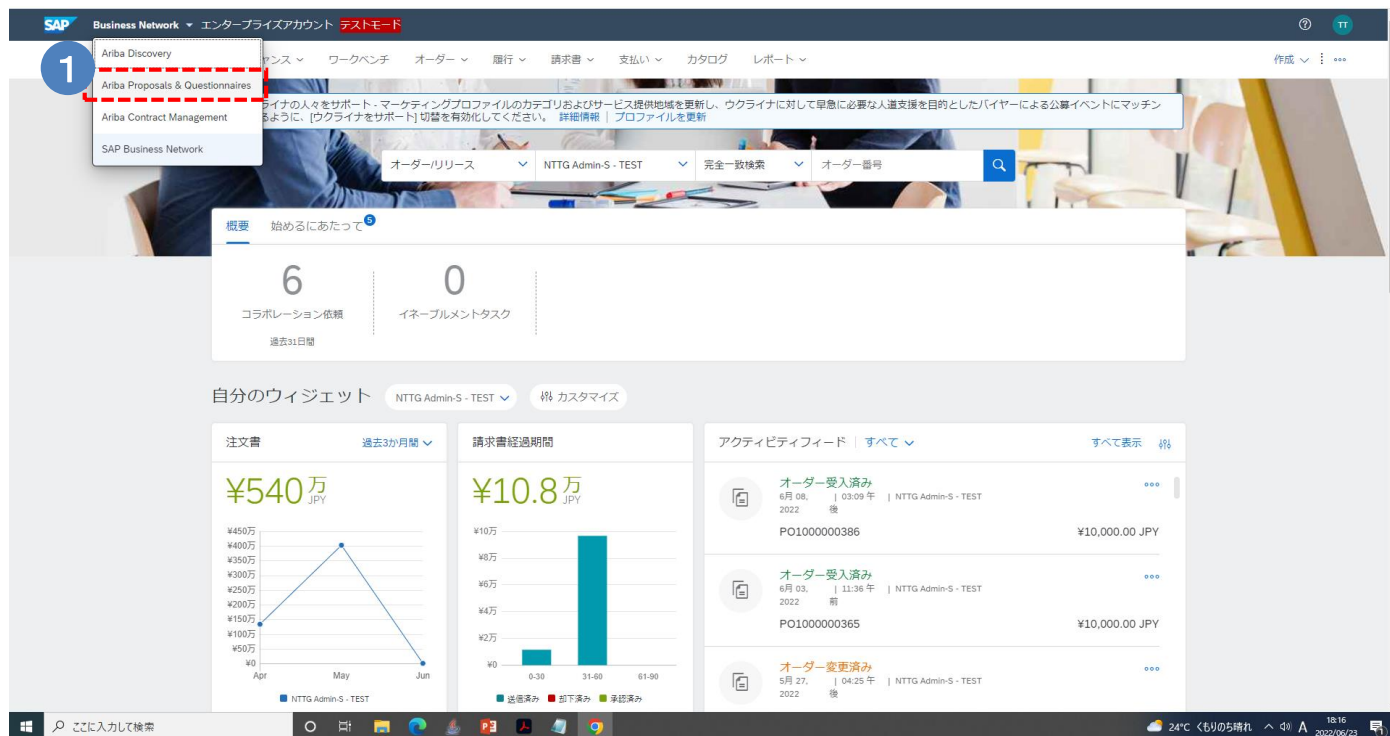 SAP Business Network エンタープライズアカウント テストモード
TT
1
Ariba Discovery
Ariba Proposals & Questionnaires
Ariba Contract Management
SAP Business Network
ワークベンチ オーダー 履行 請求書 支払い カタログ レポート 作成
ライナの人々をサポート - マーケティングプロファイルのカテゴリおよびサービス提供地域を更新し、ウクライナに対して早急に必要な人道支援を目的としたバイヤーによる公募イベントにマッチン
るように、[ウクライナをサポート] 切替を有効化してください。 詳細情報 | プロファイルを更新
オーダー/リリース NTTG Admin-S - TEST 完全一致検索 オーダー番号
概要 始めるにあたって 5
6 0
コラボレーション依頼 イネーブルメントタスク
過去31日間
自分のウィジェット NTTG Admin-S - TEST カスタマイズ
注文書 過去3か月間
¥540万 JPY
¥450万
¥400万
¥350万
¥300万
¥250万
¥200万
¥150万
¥100万
¥50万
¥0
Apr May Jun
NTTG Admin-S - TEST
請求書経過期間
¥10.8万 JPY
¥10万
¥8万
¥6万
¥4万
¥2万
¥0
0-30 31-60 61-90
送信済み 却下済み 承認済み
アクティビティフィード | すべて すべて表示
オーダー受入済み
6月 08, 2022 | 03:09 午後 | NTTG Admin-S - TEST
PO1000000386 ¥10,000.00 JPY
オーダー受入済み
6月 03, 2022 | 11:36 午前 | NTTG Admin-S - TEST
PO1000000365 ¥10,000.00 JPY
オーダー変更済み
5月 27, 2022 | 04:25 午後 | NTTG Admin-S - TEST
ここに入力して検索
24°C くもりのち晴れ A 18:16
2022/06/23